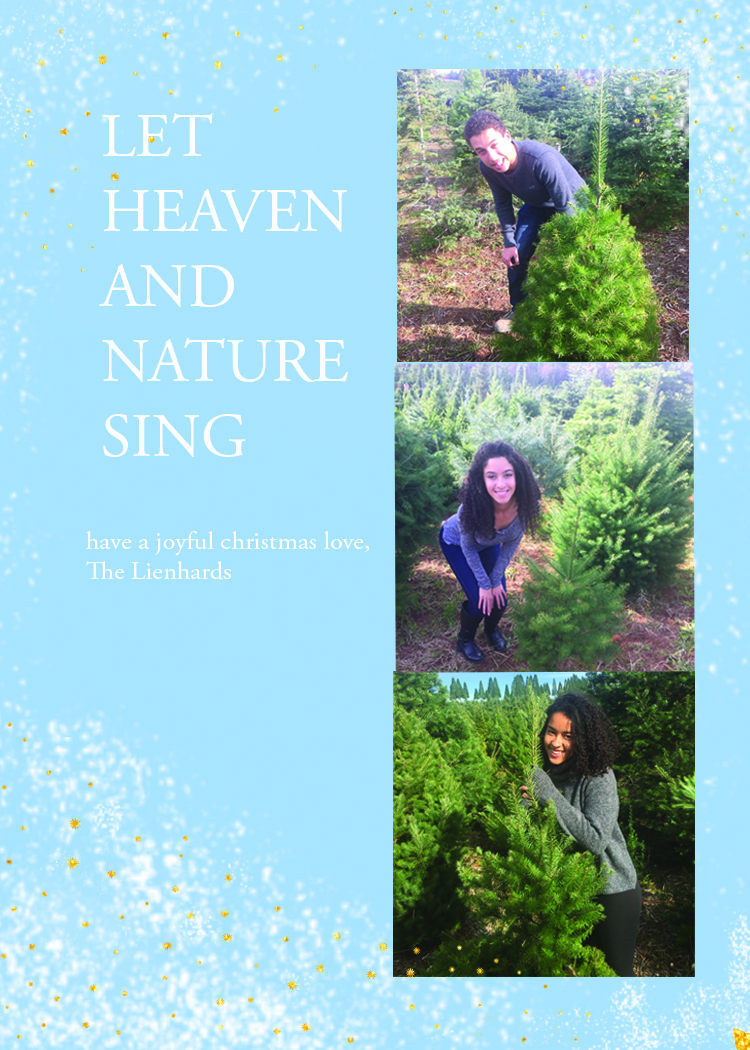 LET
HEAVEN
AND
NATURE
SING
have a joyful christmas love,
The Lienhards